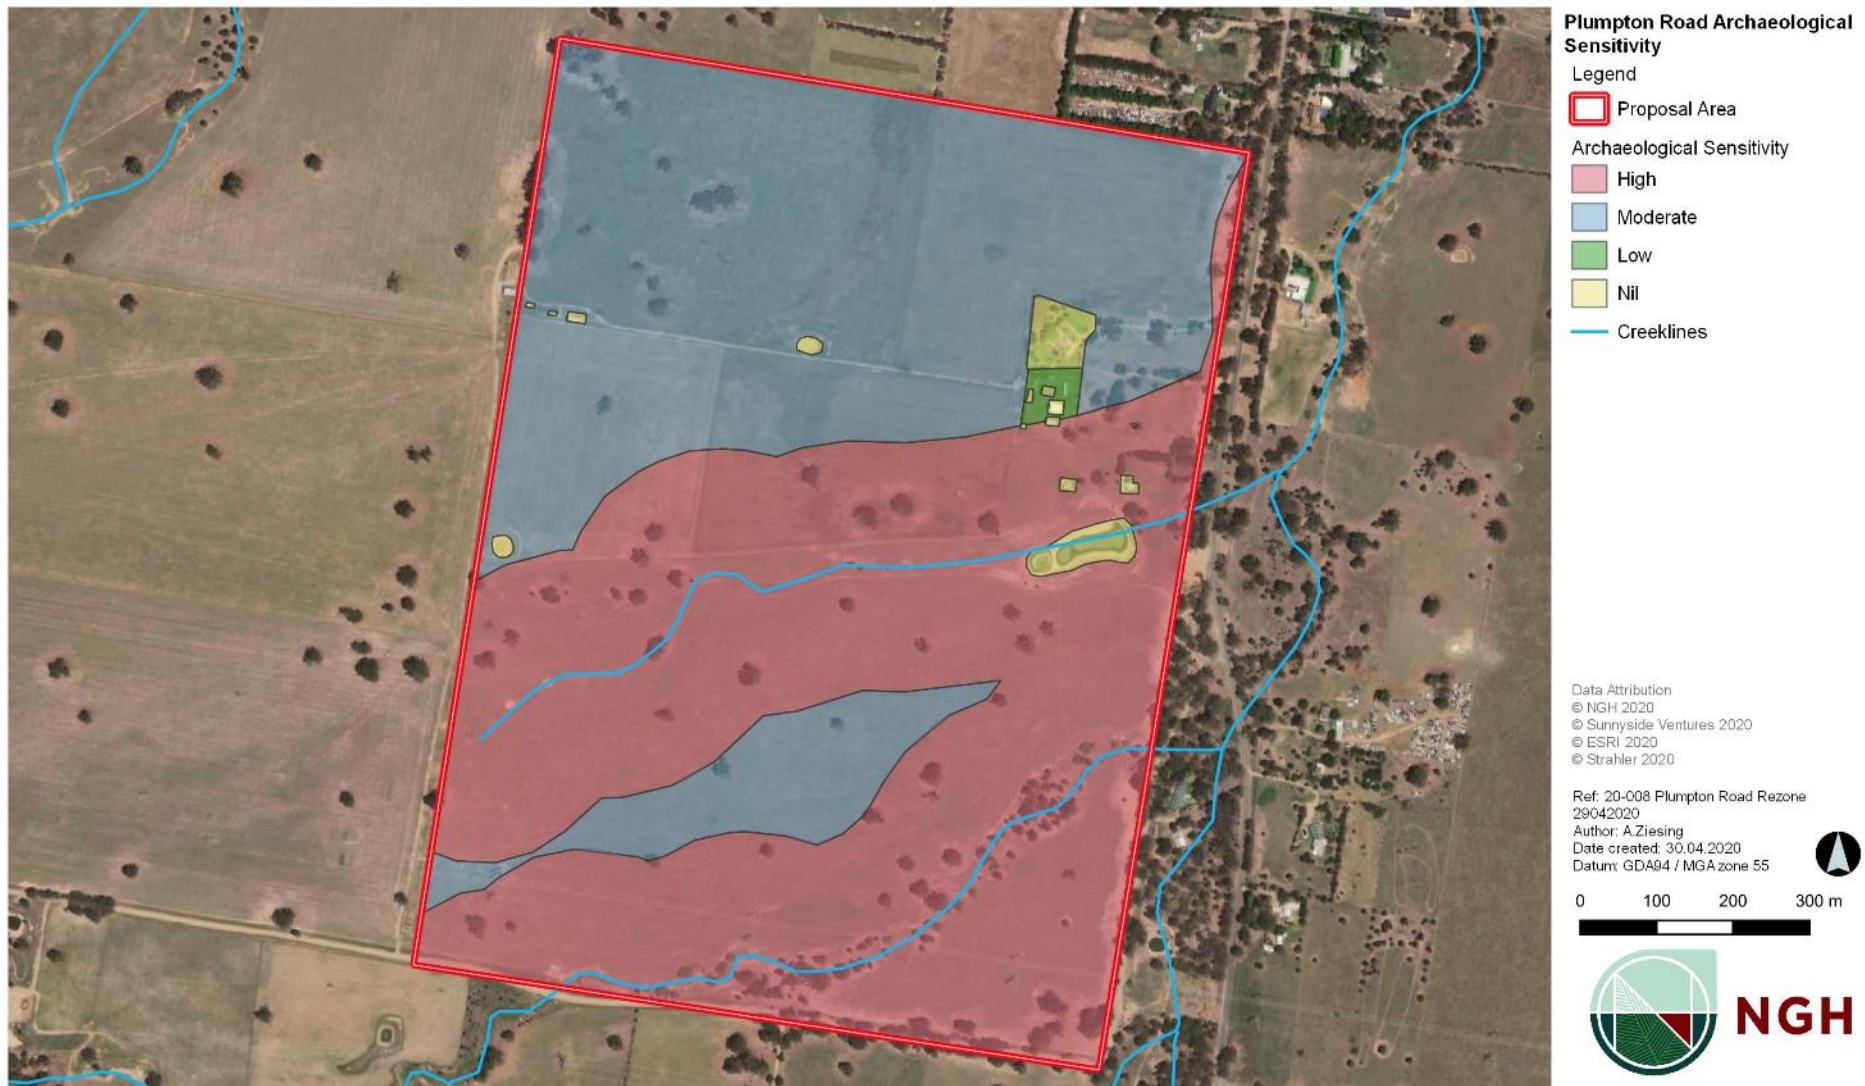 Plumpton Road Archaeological
Sensitivity
Legend
Proposal Area
Archaeological Sensitivity
High
Moderate
Low
Nil
Creeklines
Data Attribution
© NGH 2020
© Sunnyside Ventures 2020
© ESRI 2020
© Strahler 2020
Ref: 20-008 Plumpton Road Rezone
29042020
Author: A.Ziesing
Date created: 30.04.2020
Datum: GDA94 / MGA zone 55
0 100 200 300 m
NGH